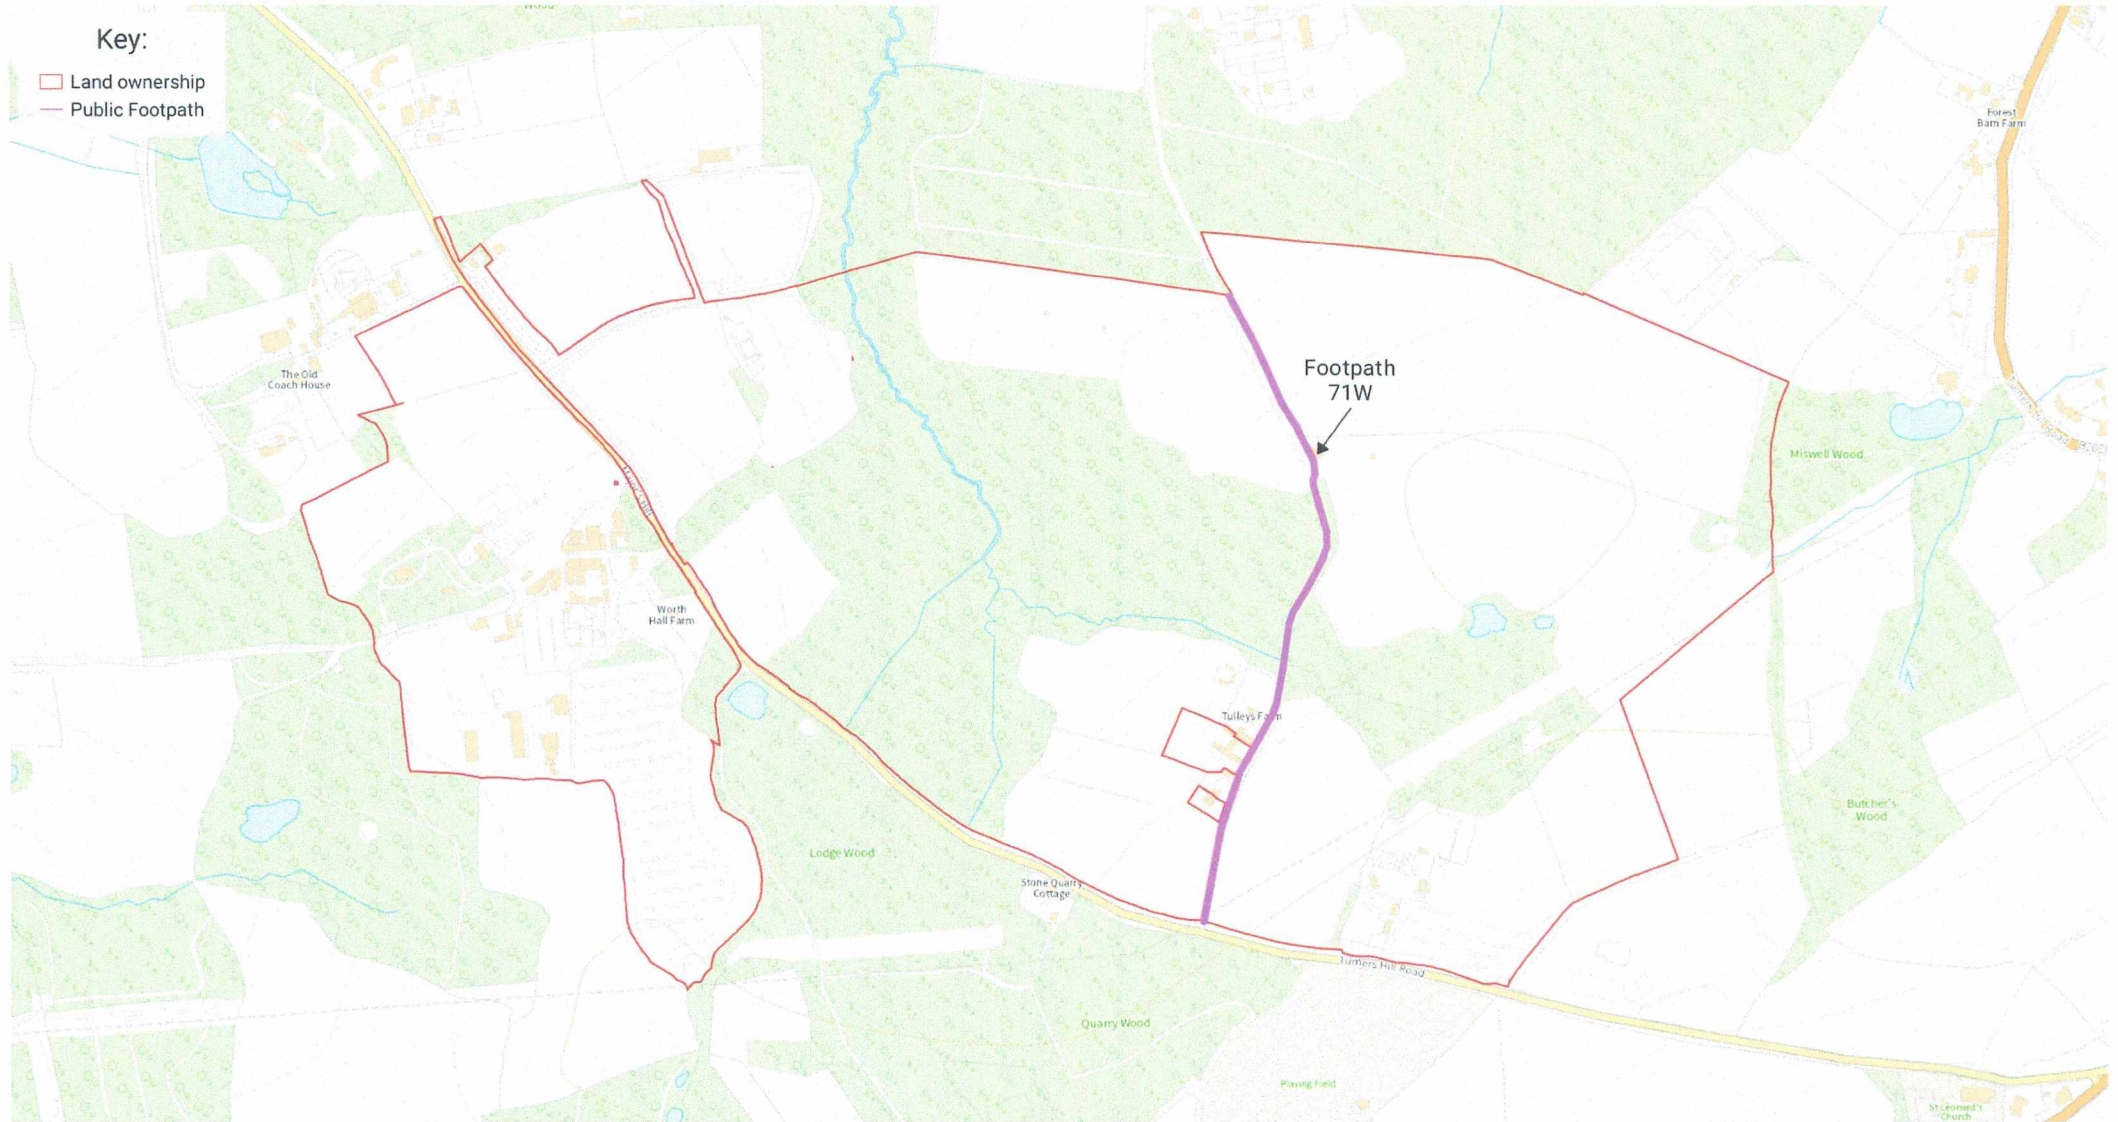 Key:
Land ownership
Public Footpath
Wood
Forest
Barn Farm
The Old
Coach House
Footpath
71W
Miswell Wood
Worth
Hall Farm
Tulleys Farm
Butcher's
Wood
Lodge Wood
Stone Quarry
Cottage
Turners Hill Road
Quarry Wood
Playing Field
St Leonard's
Church